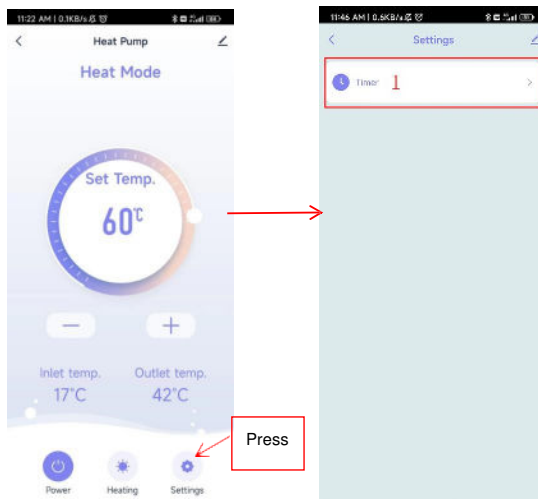 11:22 AM | 0.1KB/s
Heat Pump
Heat Mode
Set Temp.
60℃
Inlet temp.
Outlet temp.
17°C
42°C
Press
Power
Heating
Settings
11:46 AM | 0.5KB/s
Settings
Timer
1